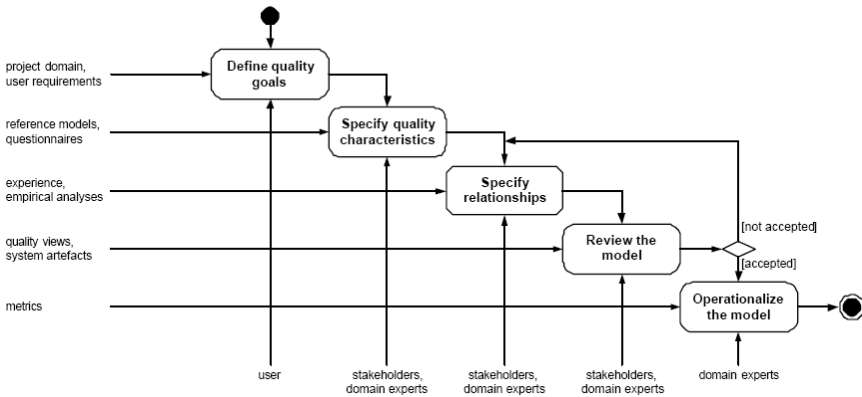 project domain,
user requirements
Define quality
goals
reference models,
questionnaires
Specify quality
characteristics
experience,
empirical analyses
Specify
relationships
[not accepted]
quality views,
system artefacts
Review the
model
[accepted]
metrics
Operationalize
the model
user
stakeholders,
domain experts
stakeholders,
domain experts
stakeholders,
domain experts
domain experts